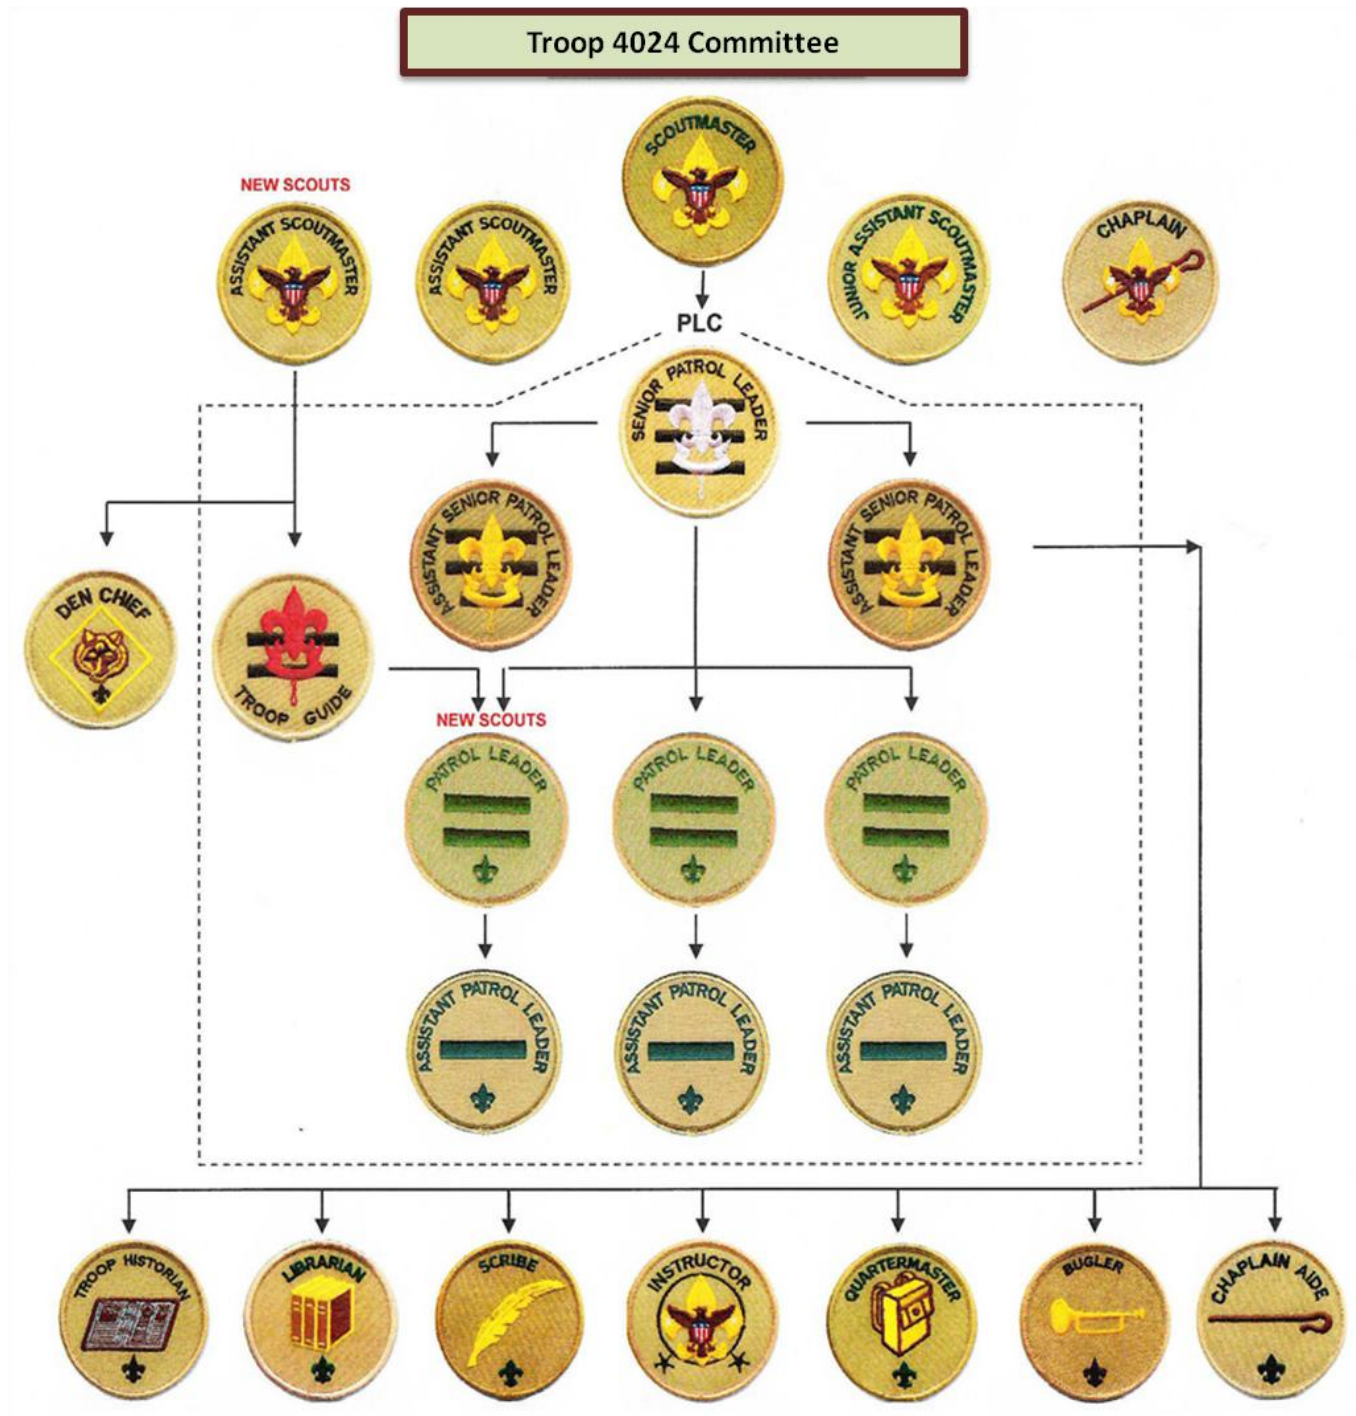 Troop 4024 Committee
SCOUTMASTER
NEW SCOUTS
ASSISTANT SCOUTMASTER
ASSISTANT SCOUTMASTER
JUNIOR ASSISTANT SCOUTMASTER
CHAPLAIN
PLC
SENIOR PATROL LEADER
ASSISTANT SENIOR PATROL LEADER
ASSISTANT SENIOR PATROL LEADER
DEN CHIEF
TROOP GUIDE
NEW SCOUTS
PATROL LEADER
PATROL LEADER
PATROL LEADER
ASSISTANT PATROL LEADER
ASSISTANT PATROL LEADER
ASSISTANT PATROL LEADER
TROOP HISTORIAN
LIBRARIAN
SCRIBE
INSTRUCTOR
QUARTERMASTER
BUGLER
CHAPLAIN AIDE